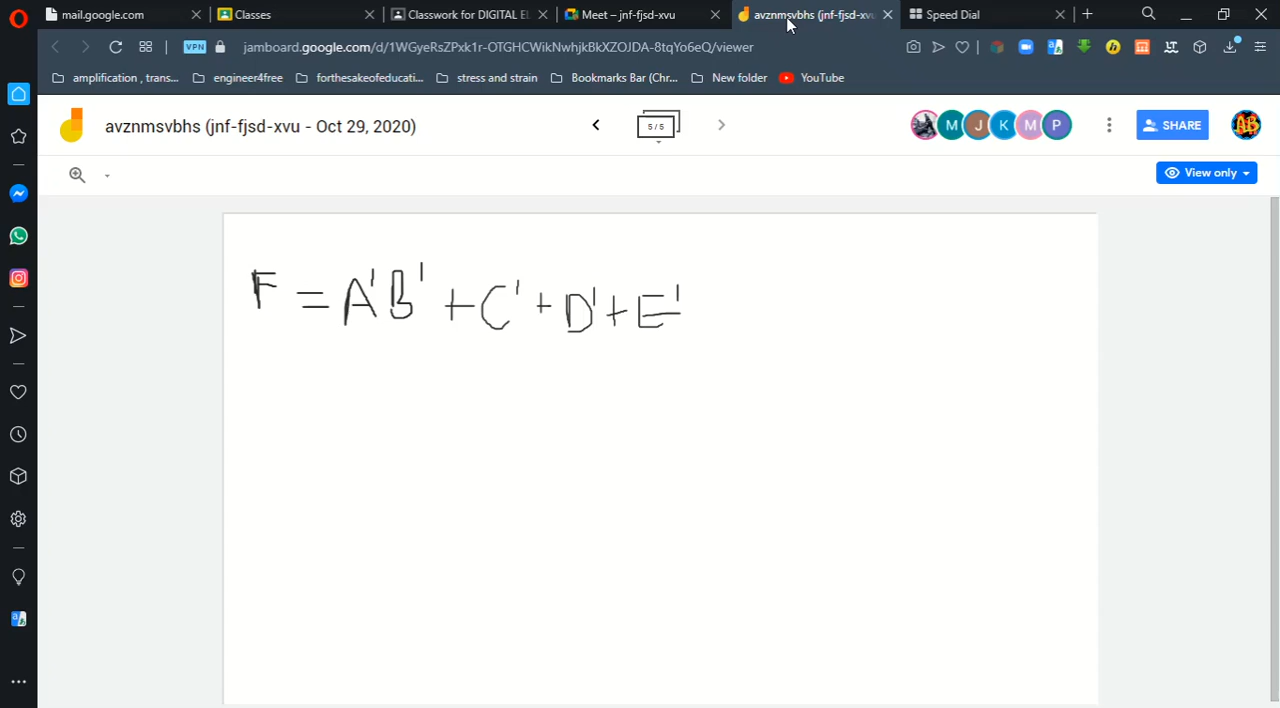 mail.google.com
Classes
Classwork for DIGITAL EL
Meet – jnf-fjsd-xvu
avznmsvbhs (jnf-fjsd-xvu
Speed Dial
VPN
jamboard.google.com/d/1WGyeRsZPxk1r-OTGHCWikNwhjkBkXZOJDA-8tqYo6eQ/viewer
amplification , trans...
engineer4free
forthesakeofeducati...
stress and strain
Bookmarks Bar (Chr...
New folder
YouTube
avznmsvbhs (jnf-fjsd-xvu - Oct 29, 2020)
5 / 5
M
J
K
M
P
SHARE
AB
View only
F = A'B' + C' + D' + E'